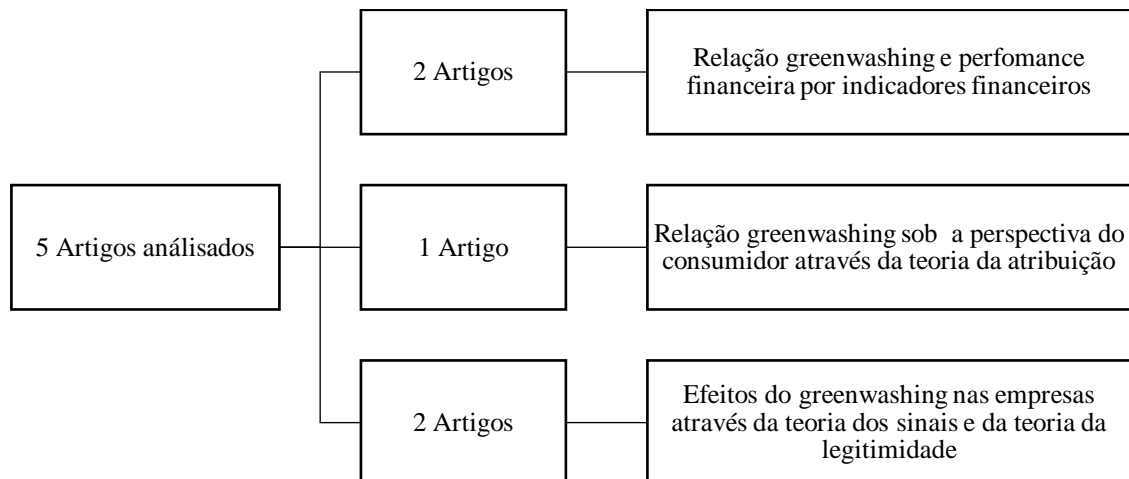 5 Artigos análisados
2 Artigos
Relação greenwashing e perfomance
financeira por indicadores financeiros
1 Artigo
Relação greenwashing sob a perspectiva do
consumidor através da teoria da atribuição
2 Artigos
Efeitos do greenwashing nas empresas
através da teoria dos sinais e da teoria da
legitimidade